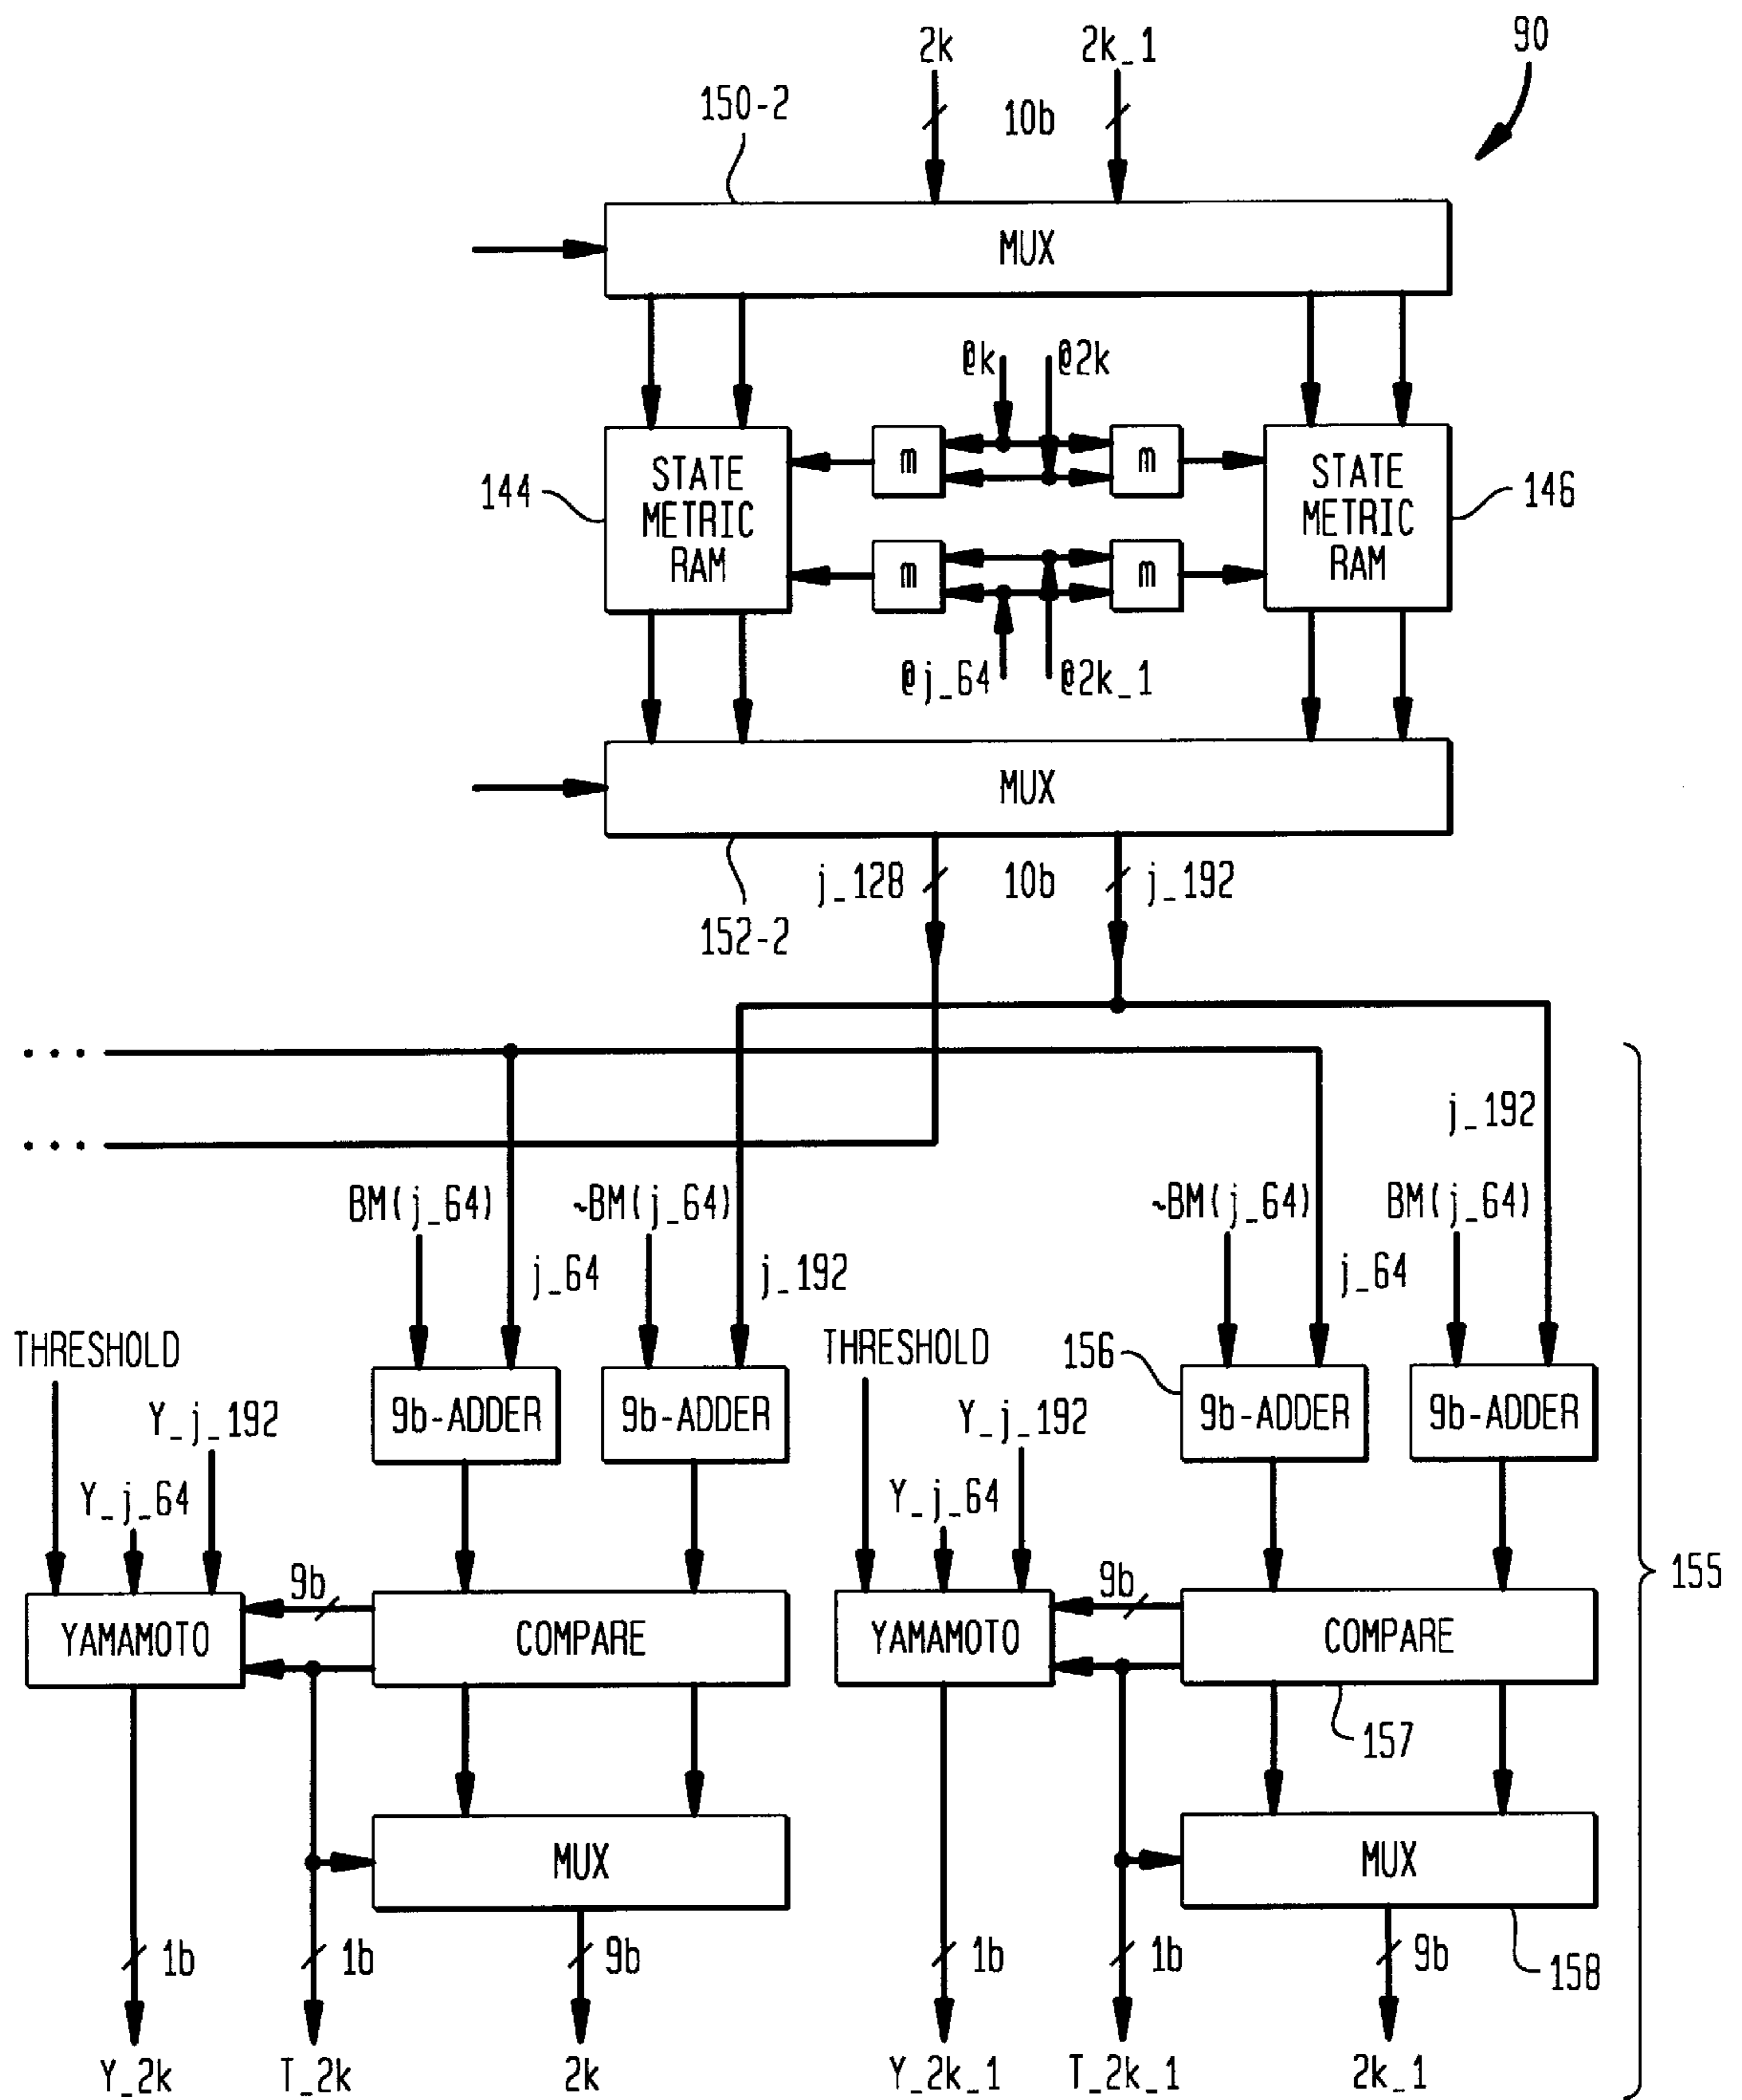 90
2k
2k_1
150-2
10b
MUX
@k
@2k
STATE
METRIC
RAM
m
m
STATE
METRIC
RAM
144
146
m
m
@j_64
@2k_1
MUX
j_128
10b
j_192
152-2
j_192
BM(j_64)
~BM(j_64)
~BM(j_64)
BM(j_64)
j_64
j_192
j_64
THRESHOLD
THRESHOLD
156
Y_j_192
9b-ADDER
9b-ADDER
Y_j_192
9b-ADDER
9b-ADDER
Y_j_64
Y_j_64
155
9b
9b
YAMAMOTO
COMPARE
YAMAMOTO
COMPARE
157
MUX
MUX
1b
1b
9b
1b
1b
9b
158
Y_2k
T_2k
2k
Y_2k_1
T_2k_1
2k_1